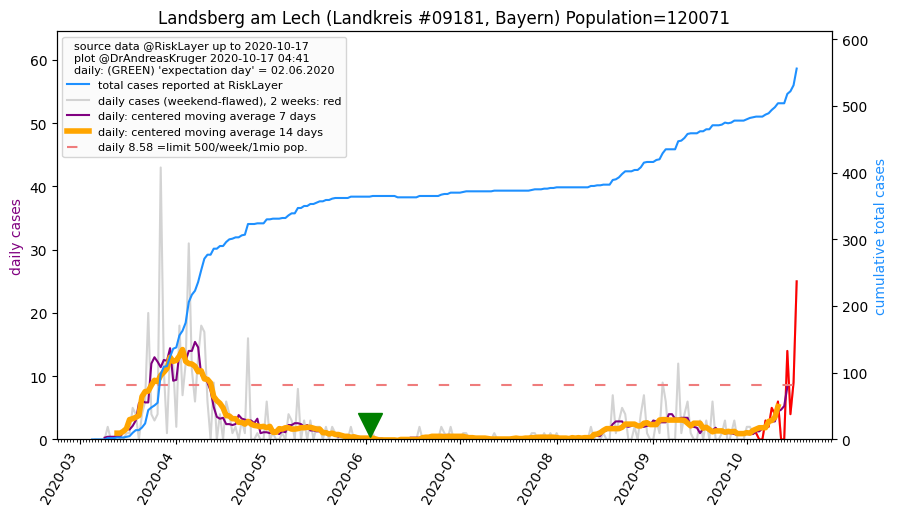 Landsberg am Lech (Landkreis #09181, Bayern) Population=120071
source data @RiskLayer up to 2020-10-17
plot @DrAndreasKruger 2020-10-17 04:41
daily: (GREEN) 'expectation day' = 02.06.2020
total cases reported at RiskLayer
daily cases (weekend-flawed), 2 weeks: red
daily: centered moving average 7 days
daily: centered moving average 14 days
daily 8.58 =limit 500/week/1mio pop.
daily cases
60
50
40
30
20
10
0
cumulative total cases
600
500
400
300
200
100
0
2020-03
2020-04
2020-05
2020-06
2020-07
2020-08
2020-09
2020-10